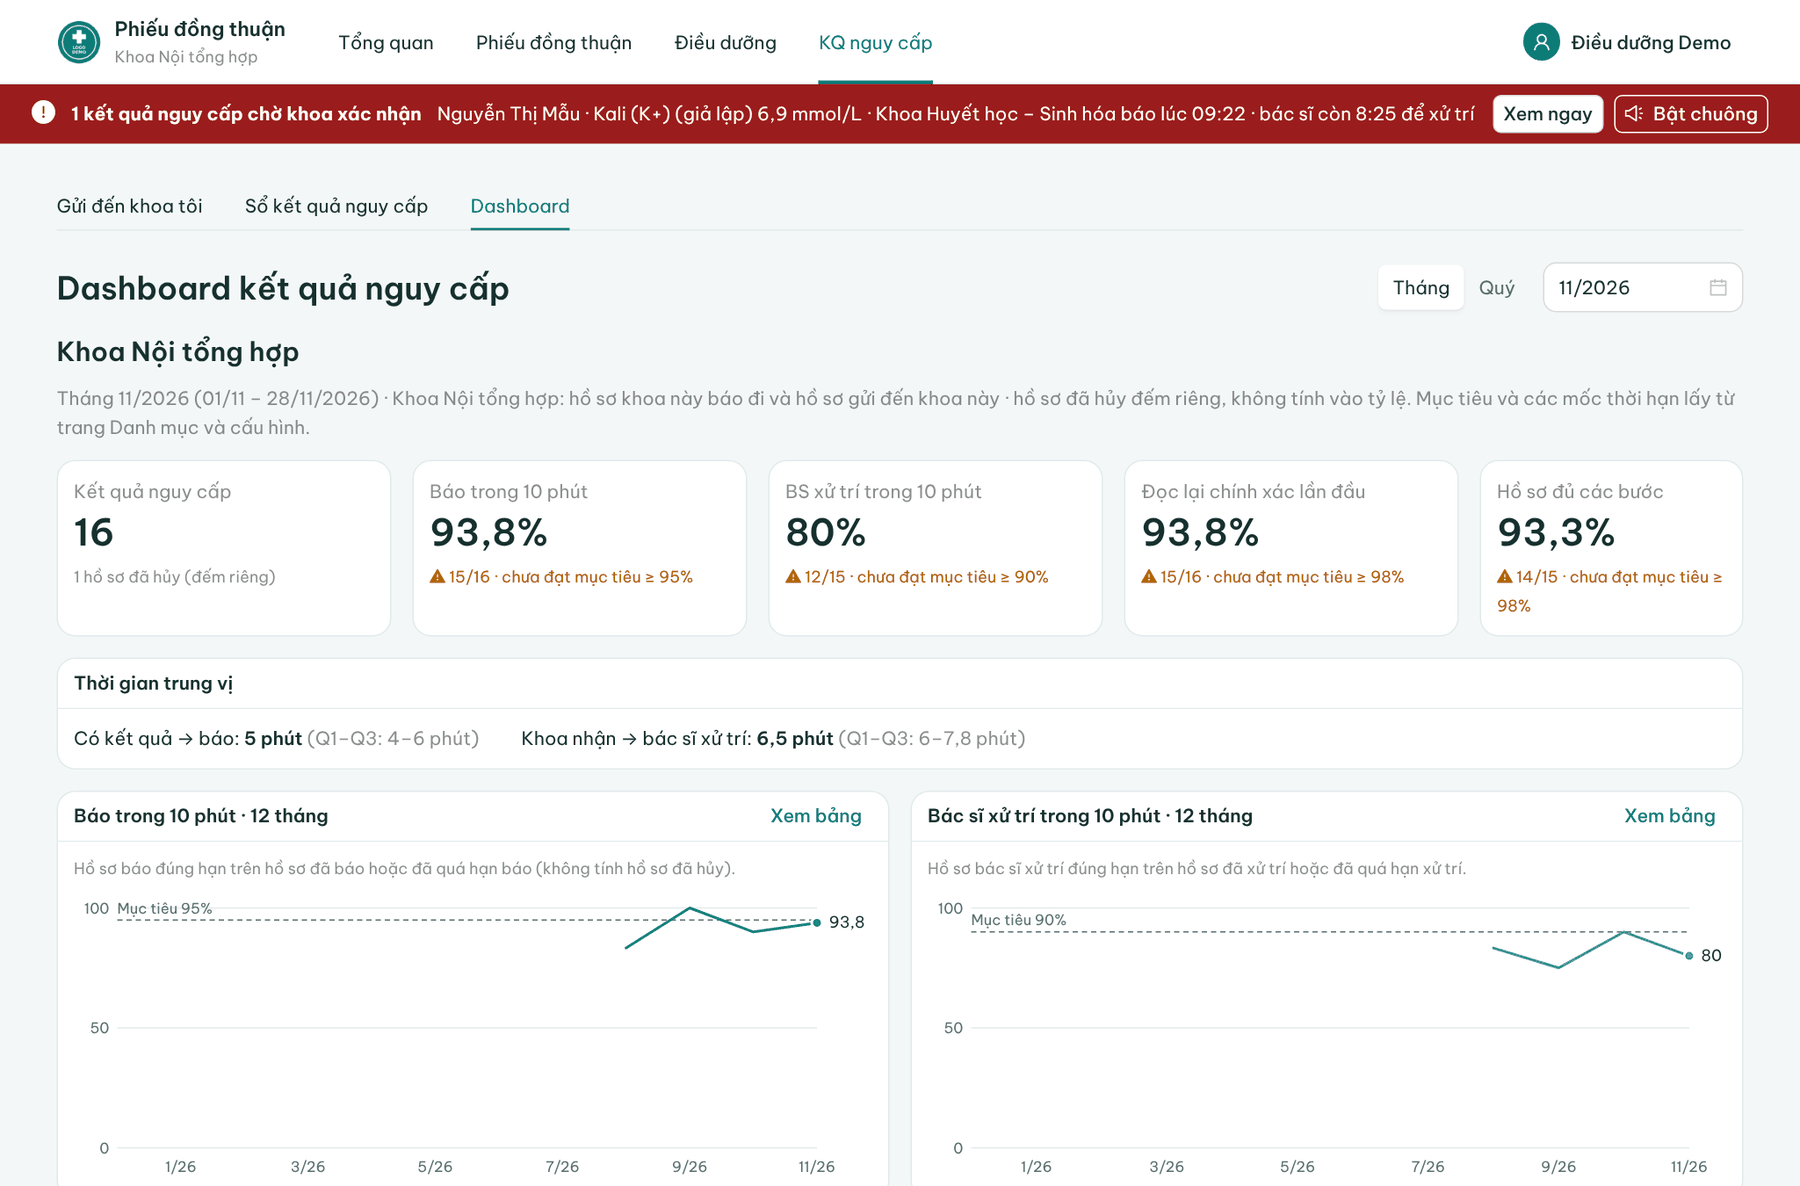 Phiếu đồng thuận
Khoa Nội tổng hợp
Tổng quan
Phiếu đồng thuận
Điều dưỡng
KQ nguy cấp
Điều dưỡng Demo
LOGO
DEMO
1 kết quả nguy cấp chờ khoa xác nhận Nguyễn Thị Mẫu · Kali (K+) (giả lập) 6,9 mmol/L · Khoa Huyết học – Sinh hóa báo lúc 09:22 · bác sĩ còn 8:25 để xử trí
Xem ngay
Bật chuông
Gửi đến khoa tôi
Sổ kết quả nguy cấp
Dashboard
Dashboard kết quả nguy cấp
Tháng
Quý
11/2026
Khoa Nội tổng hợp
Tháng 11/2026 (01/11 – 28/11/2026) · Khoa Nội tổng hợp: hồ sơ khoa này báo đi và hồ sơ gửi đến khoa này · hồ sơ đã hủy đếm riêng, không tính vào tỷ lệ. Mục tiêu và các mốc thời hạn lấy từ
trang Danh mục và cấu hình.
Kết quả nguy cấp
16
1 hồ sơ đã hủy (đếm riêng)
Báo trong 10 phút
93,8%
15/16 · chưa đạt mục tiêu ≥ 95%
BS xử trí trong 10 phút
80%
12/15 · chưa đạt mục tiêu ≥ 90%
Đọc lại chính xác lần đầu
93,8%
15/16 · chưa đạt mục tiêu ≥ 98%
Hồ sơ đủ các bước
93,3%
14/15 · chưa đạt mục tiêu ≥
98%
Thời gian trung vị
Có kết quả → báo: 5 phút (Q1–Q3: 4–6 phút)
Khoa nhận → bác sĩ xử trí: 6,5 phút (Q1–Q3: 6–7,8 phút)
Báo trong 10 phút · 12 tháng
Xem bảng
Hồ sơ báo đúng hạn trên hồ sơ đã báo hoặc đã quá hạn báo (không tính hồ sơ đã hủy).
100
Mục tiêu 95%
93,8
50
0
1/26
3/26
5/26
7/26
9/26
11/26
Bác sĩ xử trí trong 10 phút · 12 tháng
Xem bảng
Hồ sơ bác sĩ xử trí đúng hạn trên hồ sơ đã xử trí hoặc đã quá hạn xử trí.
100
Mục tiêu 90%
80
50
0
1/26
3/26
5/26
7/26
9/26
11/26